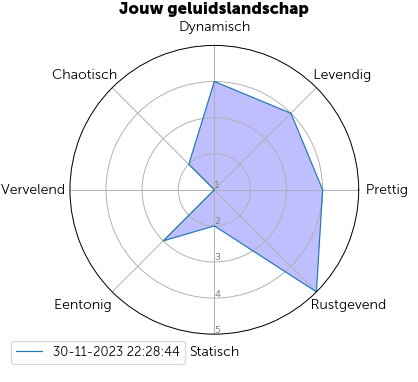 Jouw geluidslandschap
Dynamisch
Chaotisch
Levendig
Vervelend
1
Prettig
2
3
4
Eentonig
Rustgevend
5
30-11-2023 22:28:44
Statisch